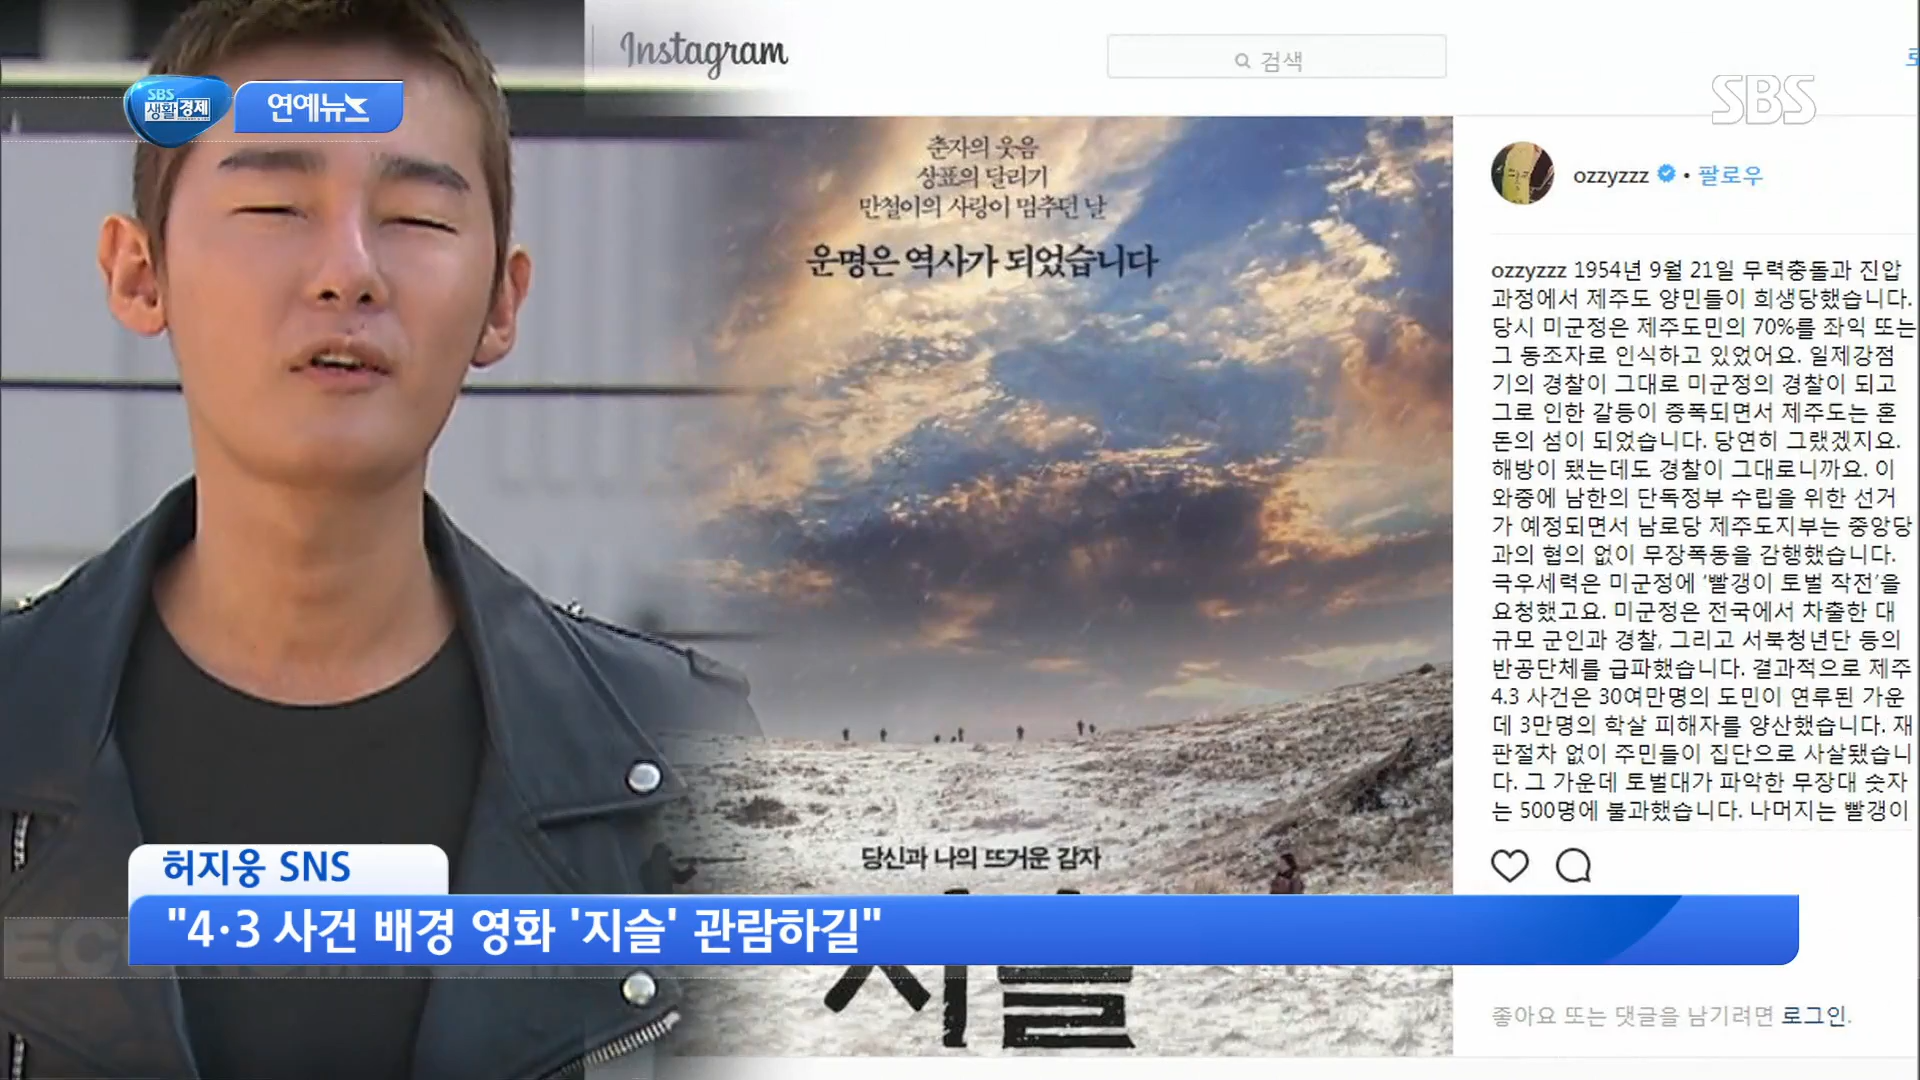 Instagram
검색
SBS
생활경제
연예뉴스
SBS
춘자의 웃음
상표의 달리기
만철이의 사랑이 멈추던 날
운명은 역사가 되었습니다
당신과 나의 뜨거운 감자
지슬
ozzyzzz • 팔로우
ozzyzzz 1954년 9월 21일 무력충돌과 진압
과정에서 제주도 양민들이 희생당했습니다.
당시 미군정은 제주도민의 70%를 좌익 또는
그 동조자로 인식하고 있었어요. 일제강점
기의 경찰이 그대로 미군정의 경찰이 되고
그로 인한 갈등이 증폭되면서 제주도는 혼
돈의 섬이 되었습니다. 당연히 그랬겠지요.
해방이 됐는데도 경찰이 그대로니까요. 이
와중에 남한의 단독정부 수립을 위한 선거
가 예정되면서 남로당 제주도지부는 중앙당
과의 협의 없이 무장폭동을 감행했습니다.
극우세력은 미군정에 '빨갱이 토벌 작전'을
요청했고요. 미군정은 전국에서 차출한 대
규모 군인과 경찰, 그리고 서북청년단 등의
반공단체를 급파했습니다. 결과적으로 제주
4.3 사건은 30여만명의 도민이 연루된 가운
데 3만명의 학살 피해자를 양산했습니다. 재
판절차 없이 주민들이 집단으로 사살됐습니
다. 그 가운데 토벌대가 파악한 무장대 숫자
는 500명에 불과했습니다. 나머지는 빨갱이
좋아요 또는 댓글을 남기려면 로그인.
허지웅 SNS
"4·3 사건 배경 영화 '지슬' 관람하길"